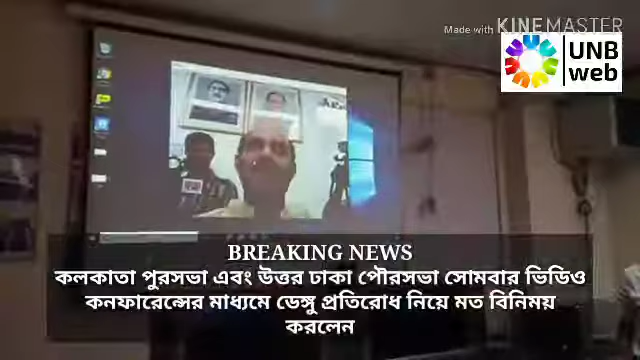 Made with KINEMASTER
UNB
web
BREAKING NEWS
কলকাতা পুরসভা এবং উত্তর ঢাকা পৌরসভা সোমবার ভিডিও
কনফারেন্সের মাধ্যমে ডেঙ্গু প্রতিরোধ নিয়ে মত বিনিময়
করলেন